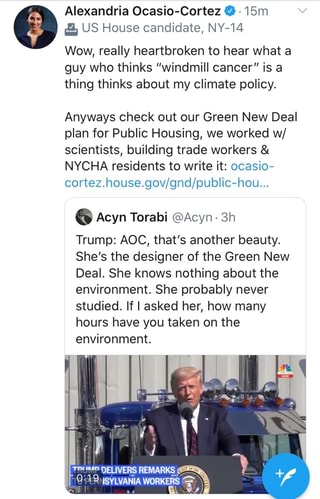 Alexandria Ocasio-Cortez · 15m
US House candidate, NY-14
Wow, really heartbroken to hear what a
guy who thinks “windmill cancer” is a
thing thinks about my climate policy.
Anyways check out our Green New Deal
plan for Public Housing, we worked w/
scientists, building trade workers &
NYCHA residents to write it: ocasio-
cortez.house.gov/gnd/public-hou...
Acyn Torabi @Acyn · 3h
Trump: AOC, that’s another beauty.
She’s the designer of the Green New
Deal. She knows nothing about the
environment. She probably never
studied. If I asked her, how many
hours have you taken on the
environment.
TRUMP DELIVERS REMARKS
0:19
NSYLVANIA WORKERS